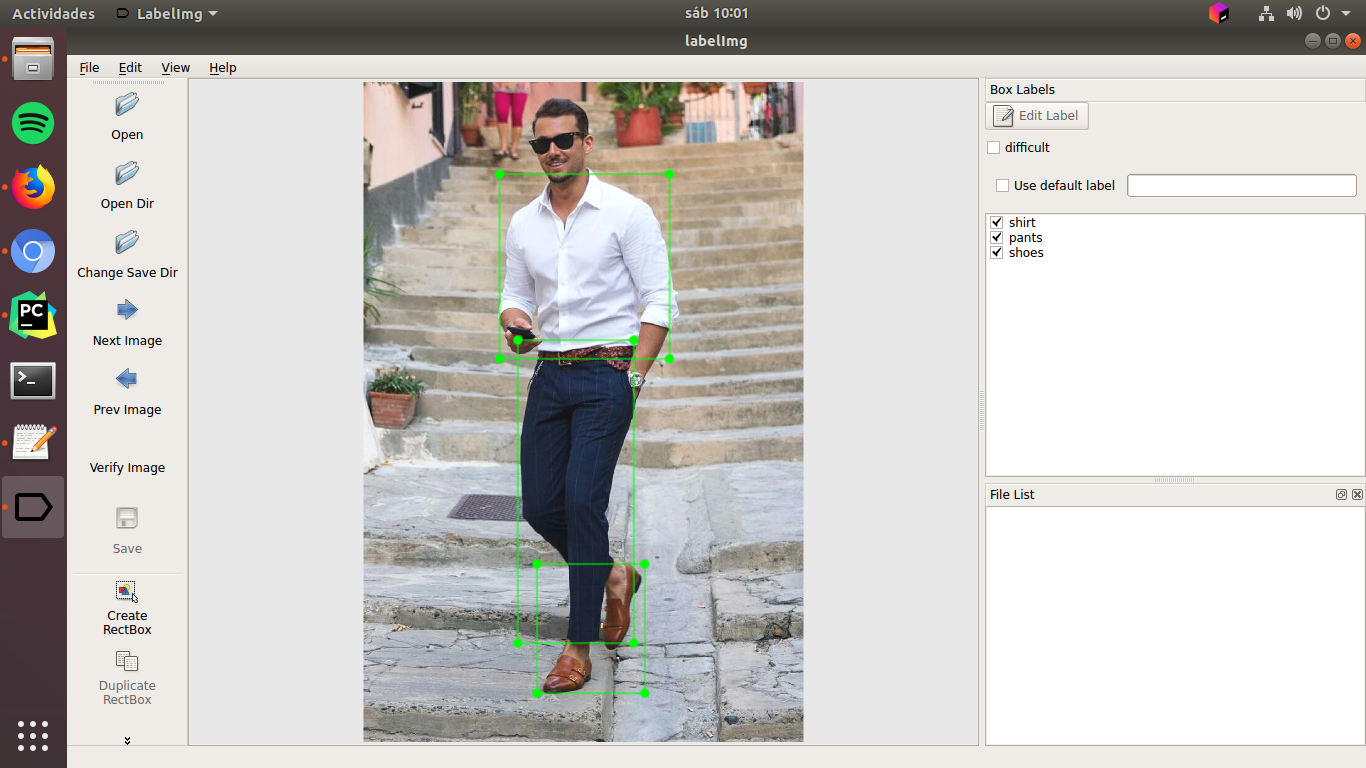 Actividades
LabelImg
sáb 10:01
labelImg
File Edit View Help
Open
Open Dir
Change Save Dir
Next Image
Prev Image
Verify Image
Save
Create
RectBox
Duplicate
RectBox
Box Labels
Edit Label
difficult
Use default label
shirt
pants
shoes
File List
PC